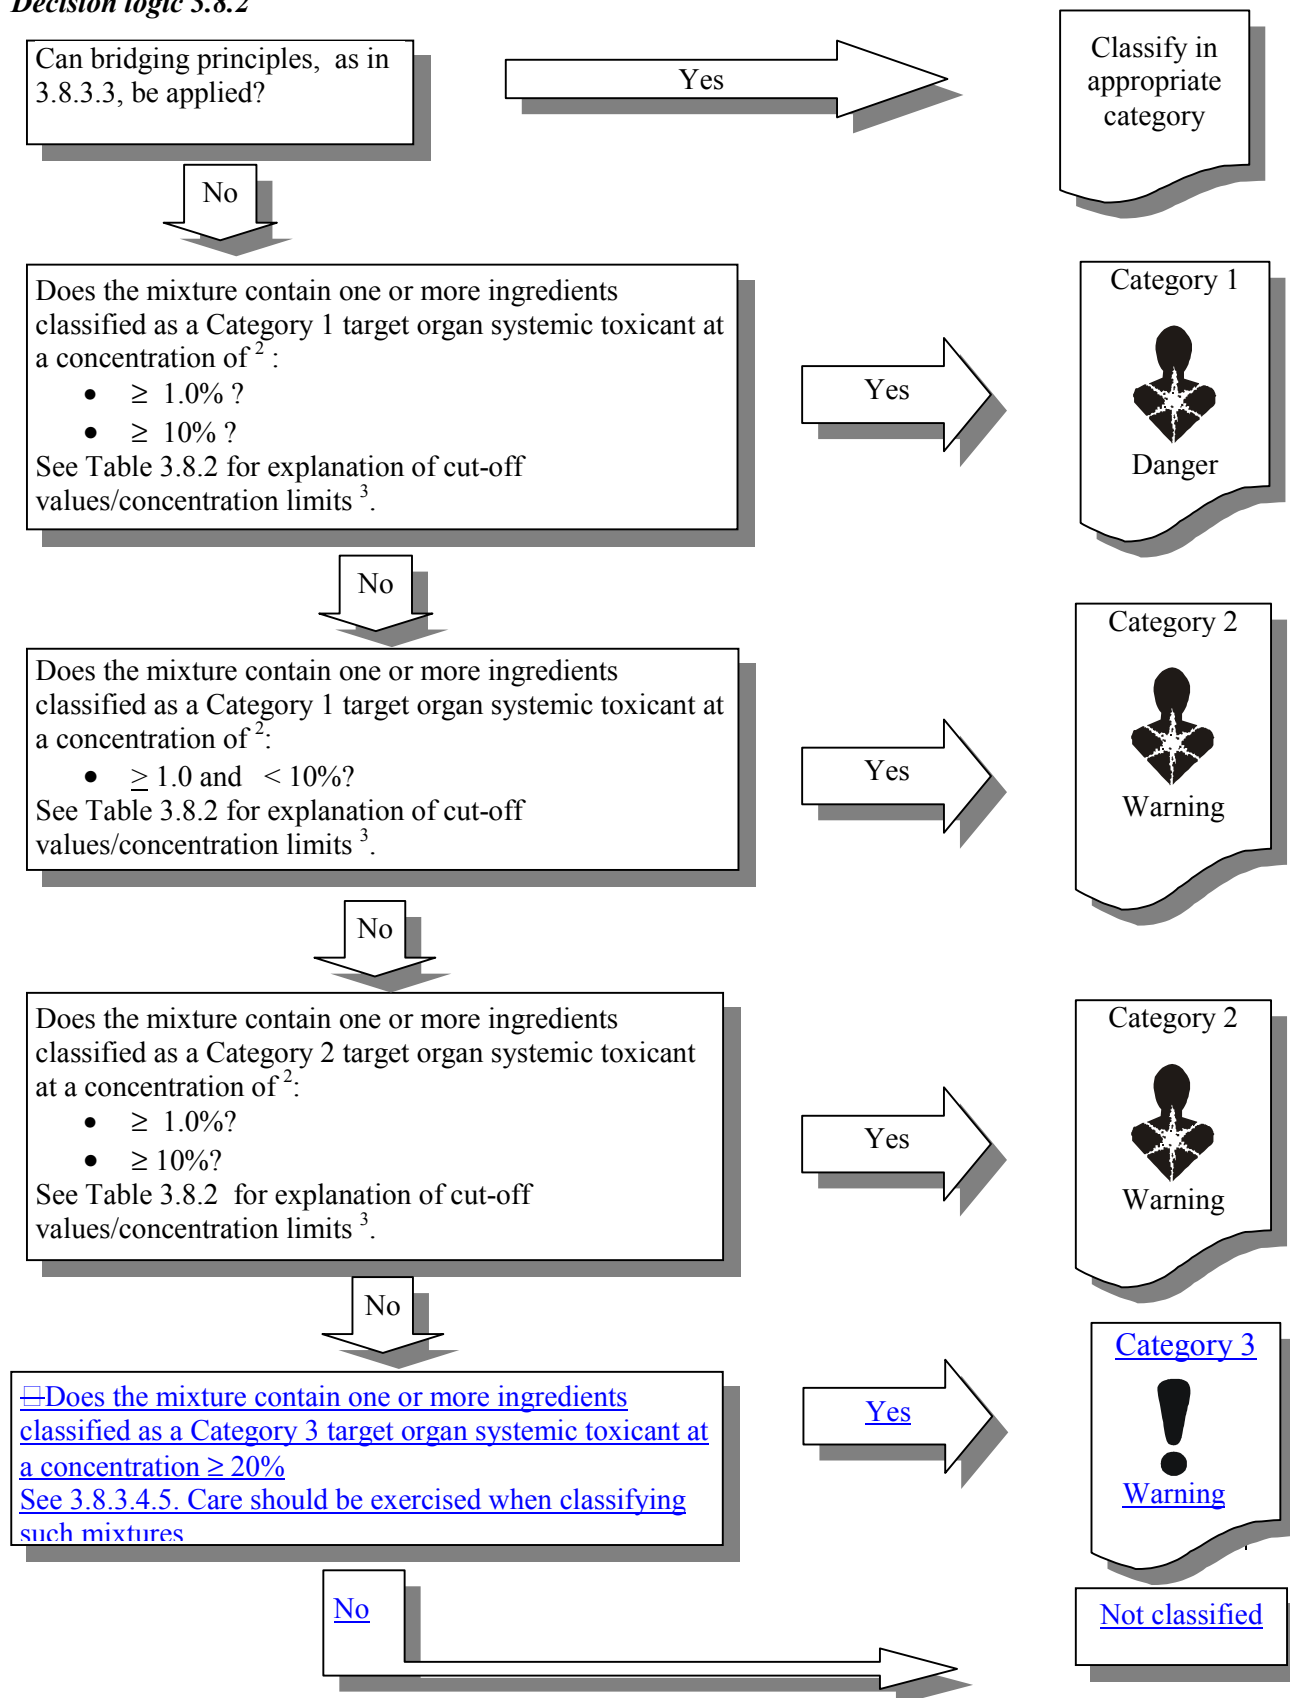 Decision logic 3.8.2
Can bridging principles, as in
3.8.3.3, be applied?
Yes
Classify in
appropriate
category
No
Does the mixture contain one or more ingredients
classified as a Category 1 target organ systemic toxicant at
a concentration of 2 :
• ≥ 1.0% ?
• ≥ 10% ?
See Table 3.8.2 for explanation of cut-off
values/concentration limits 3.
Yes
Category 1
Danger
No
Does the mixture contain one or more ingredients
classified as a Category 1 target organ systemic toxicant at
a concentration of 2:
• ≥ 1.0 and < 10%?
See Table 3.8.2 for explanation of cut-off
values/concentration limits 3.
Yes
Category 2
Warning
No
Does the mixture contain one or more ingredients
classified as a Category 2 target organ systemic toxicant
at a concentration of 2:
• ≥ 1.0%?
• ≥ 10%?
See Table 3.8.2 for explanation of cut-off
values/concentration limits 3.
Yes
Category 2
Warning
No
□Does the mixture contain one or more ingredients
classified as a Category 3 target organ systemic toxicant at
a concentration ≥ 20%
See 3.8.3.4.5. Care should be exercised when classifying
such mixtures
Yes
Category 3
!
Warning
No
Not classified